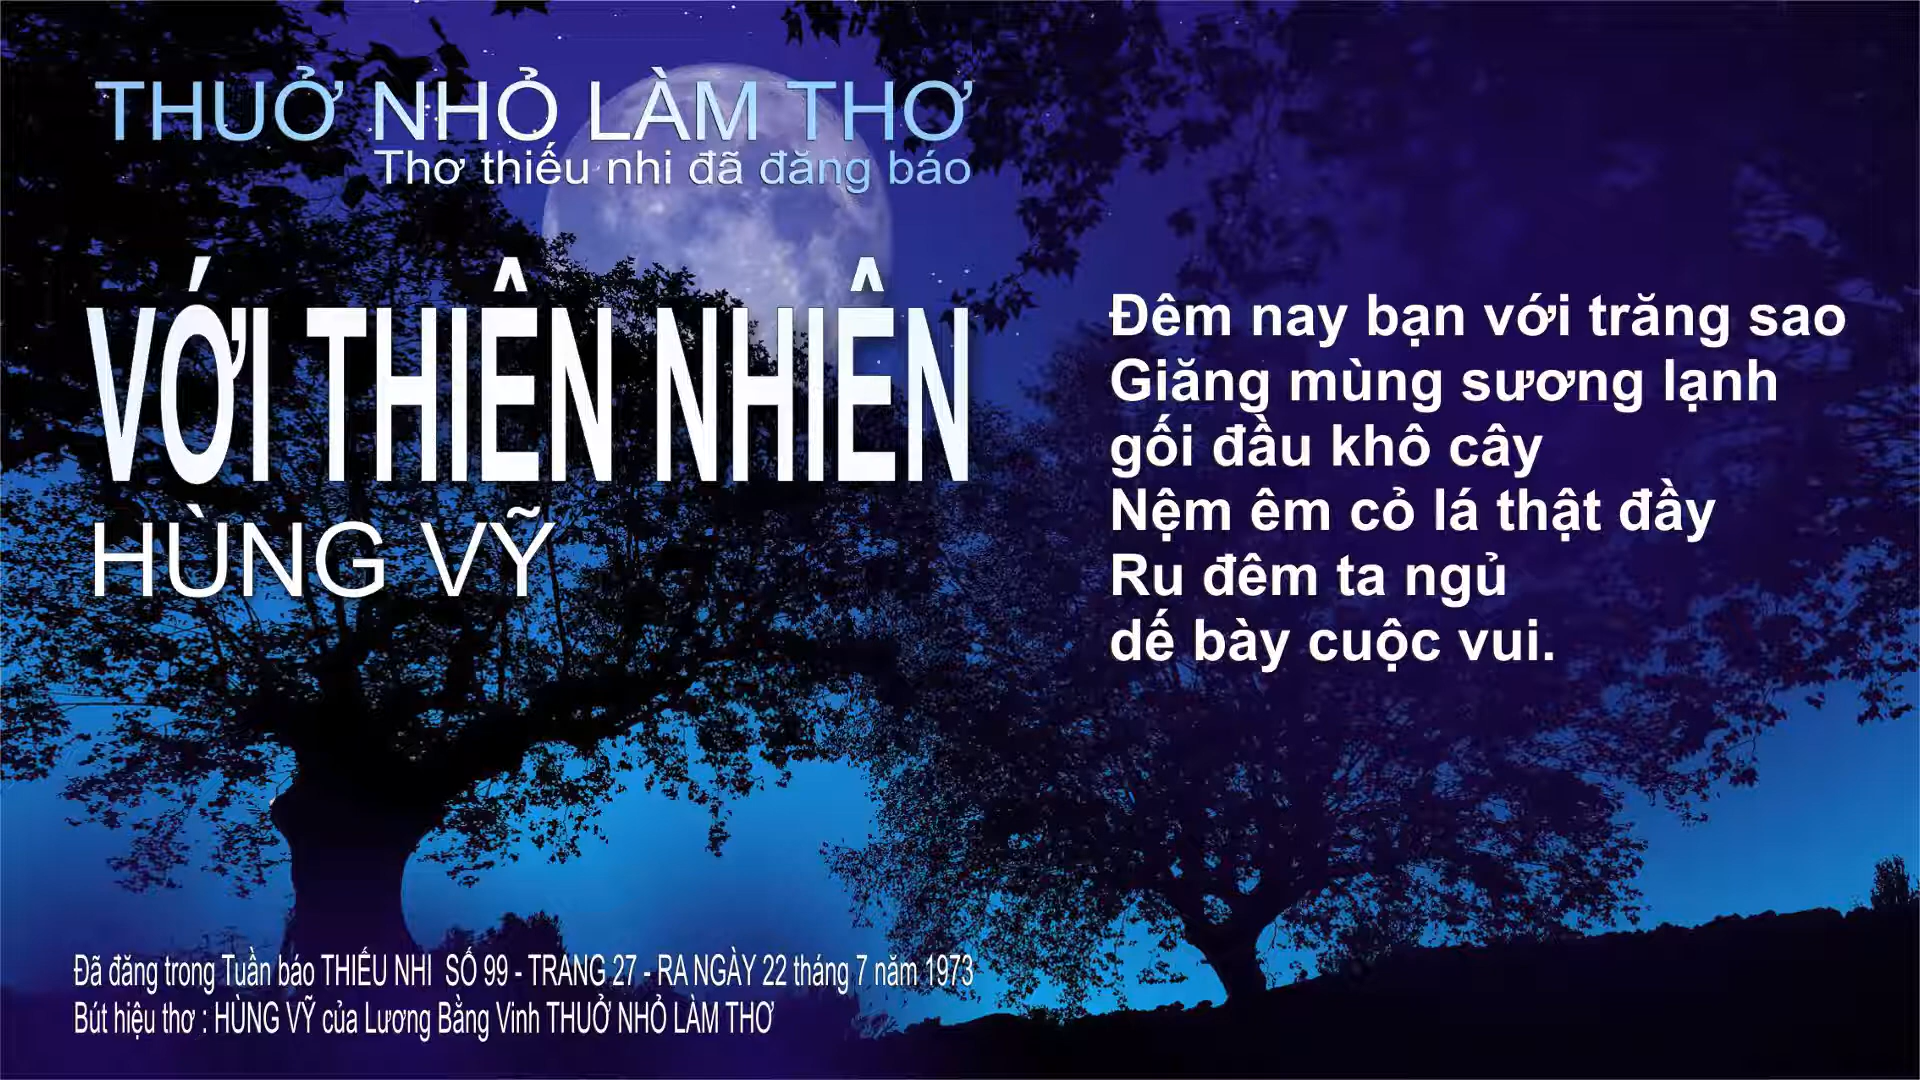 THUỞ NHỎ LÀM THƠ
Thơ thiếu nhi đã đăng báo
VỚI THIÊN NHIÊN
HÙNG VỸ
Đêm nay bạn với trăng sao
Giăng mùng sương lạnh
gối đầu khô cây
Nệm êm cỏ lá thật đầy
Ru đêm ta ngủ
dế bày cuộc vui.
Đã đăng trong Tuần báo THIẾU NHI SỐ 99 - TRANG 27 - RA NGÀY 22 tháng 7 năm 1973
Bút hiệu thơ : HÙNG VỸ của Lương Bằng Vinh THUỞ NHỎ LÀM THƠ